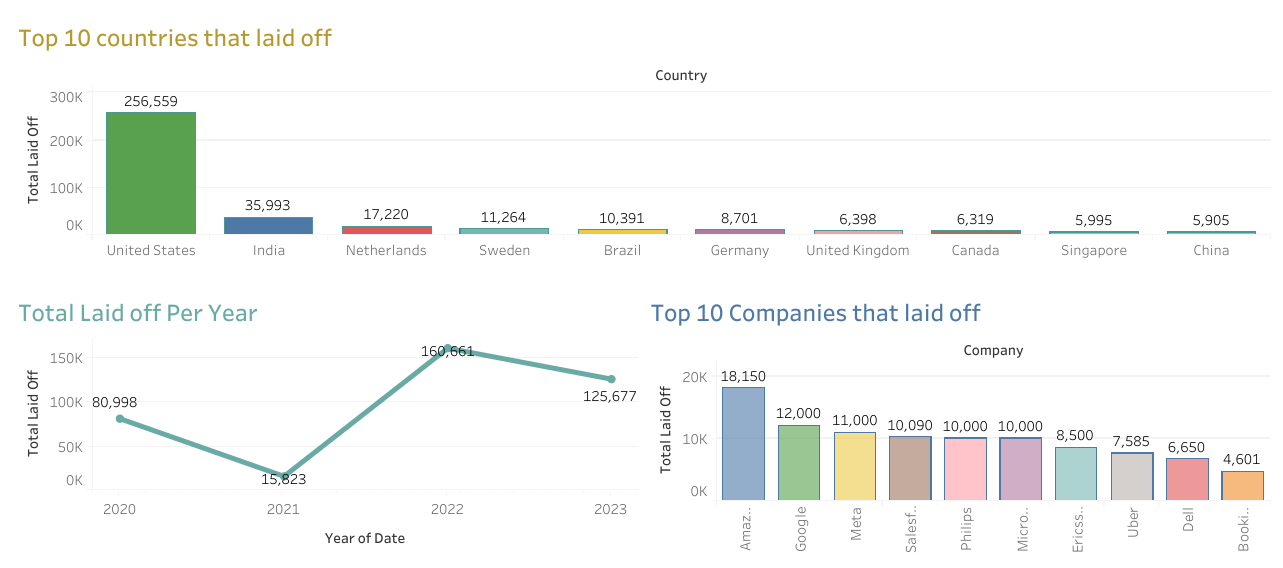 Top 10 countries that laid off
Country
Total Laid Off
300K
200K
100K
0K
256,559
35,993
17,220
11,264
10,391
8,701
6,398
6,319
5,995
5,905
United States
India
Netherlands
Sweden
Brazil
Germany
United Kingdom
Canada
Singapore
China
Total Laid off Per Year
Total Laid Off
150K
100K
50K
0K
80,998
15,823
160,661
125,677
2020
2021
2022
2023
Year of Date
Top 10 Companies that laid off
Company
Total Laid Off
20K
10K
0K
18,150
12,000
11,000
10,090
10,000
10,000
8,500
7,585
6,650
4,601
Amaz..
Google
Meta
Salesf..
Philips
Micro..
Ericss..
Uber
Dell
Booki..